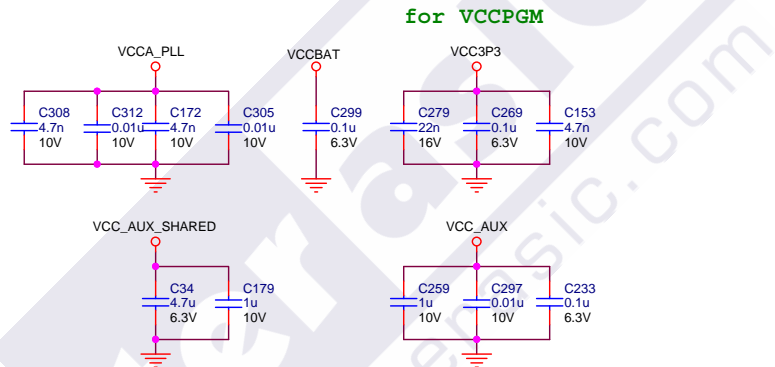 for VCCPGM
VCCA_PLL
VCCBAT
VCC3P3
C308
4.7n
10V
C312
0.01u
10V
C172
4.7n
10V
C305
0.01u
10V
C299
0.1u
6.3V
C279
22n
16V
C269
0.1u
6.3V
C153
4.7n
10V
VCC_AUX_SHARED
VCC_AUX
C34
4.7u
6.3V
C179
1u
10V
C259
1u
10V
C297
0.01u
10V
C233
0.1u
6.3V
erasic.com